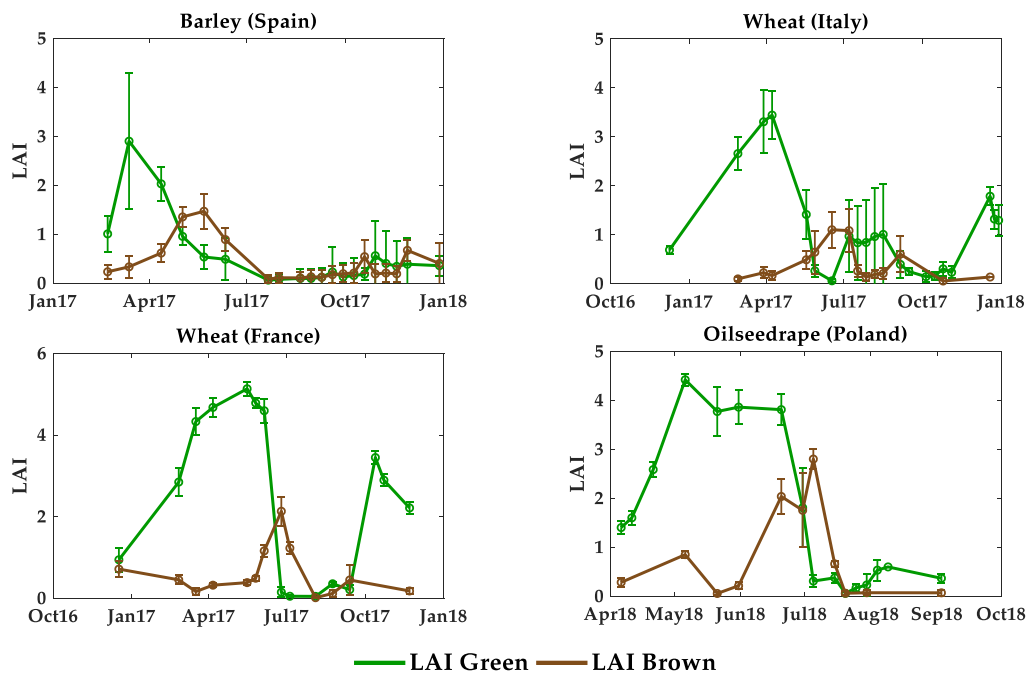 Barley (Spain)
5
4
3
2
1
0
LAI
Jan17 Apr17 Jul17 Oct17 Jan18
Wheat (Italy)
5
4
3
2
1
0
LAI
Oct16 Jan17 Apr17 Jul17 Oct17 Jan18
Wheat (France)
6
4
2
0
LAI
Oct16 Jan17 Apr17 Jul17 Oct17 Jan18
Oilseedrape (Poland)
5
4
3
2
1
0
LAI
Apr18 May18 Jun18 Jul18 Aug18 Sep18 Oct18
LAI Green LAI Brown